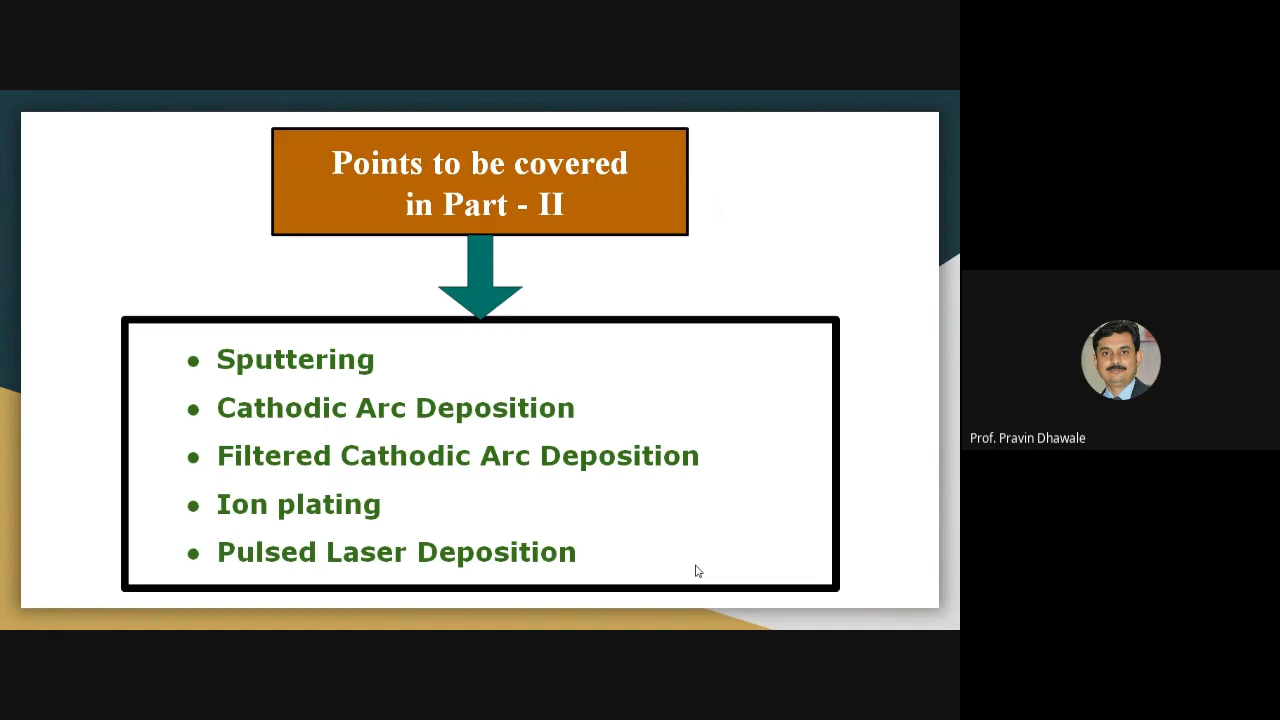 Points to be covered
in Part - II
● Sputtering
● Cathodic Arc Deposition
● Filtered Cathodic Arc Deposition
● Ion plating
● Pulsed Laser Deposition
Prof. Pravin Dhawale